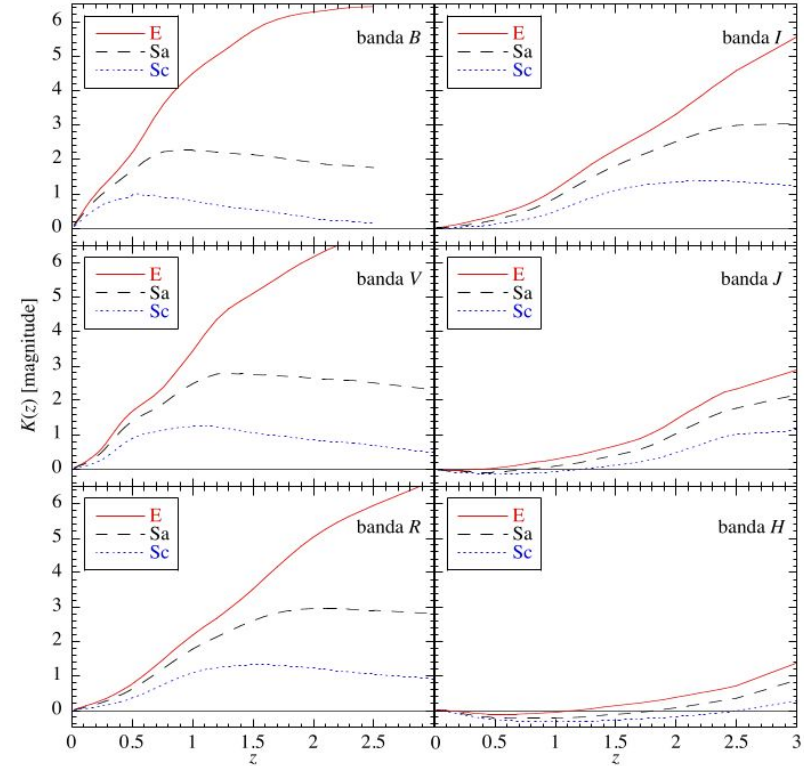 6
5
4
3
2
1
0
E
Sa
Sc
banda B
E
Sa
Sc
banda I
6
5
4
3
2
1
0
E
Sa
Sc
banda V
E
Sa
Sc
banda J
K(z) [magnitude]
6
5
4
3
2
1
0
E
Sa
Sc
banda R
E
Sa
Sc
banda H
0 0.5 1 1.5 2 2.5 0 0.5 1 1.5 2 2.5 3
z z